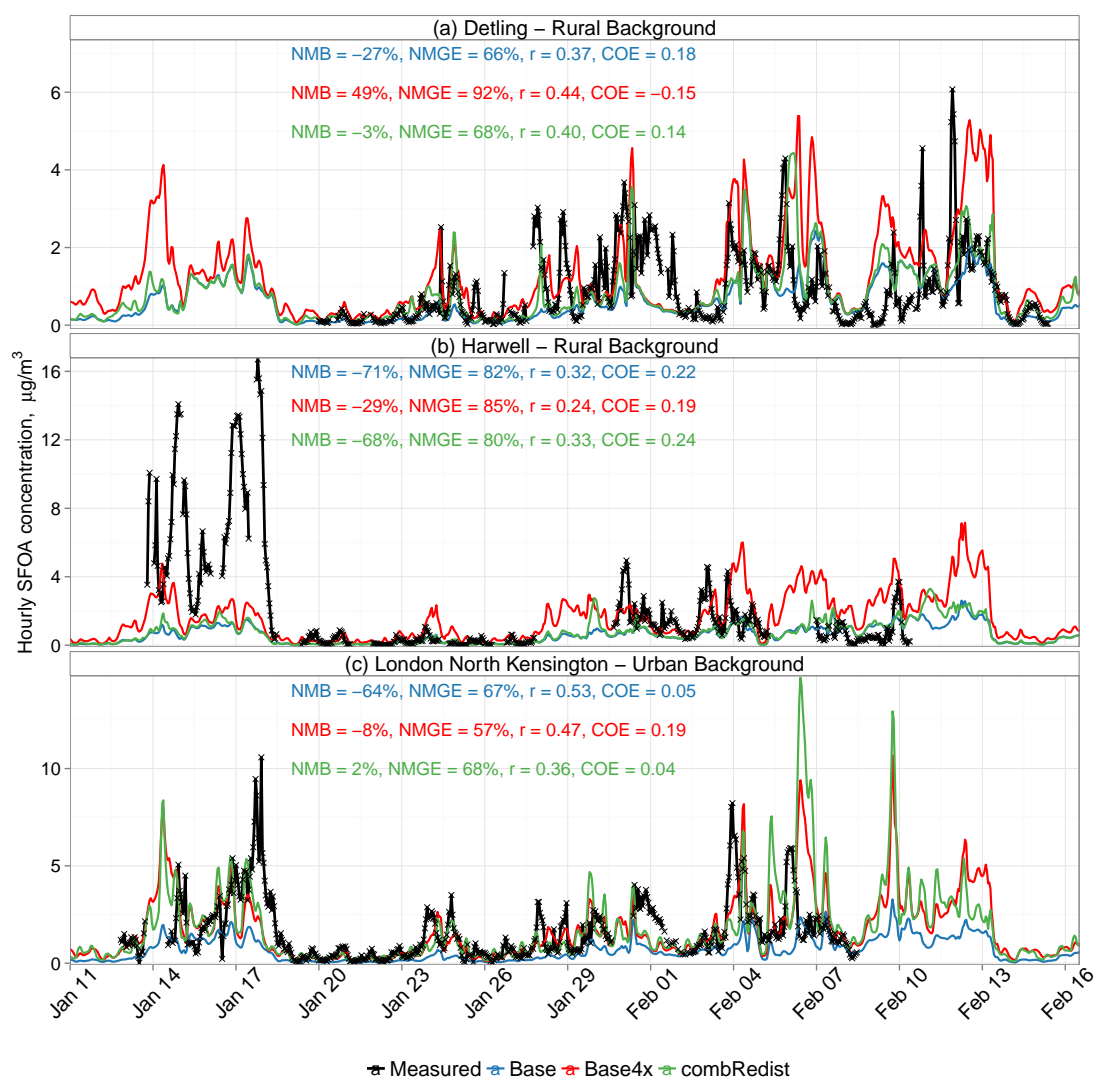 (a) Detling − Rural Background
NMB = −27%, NMGE = 66%, r = 0.37, COE = 0.18
NMB = 49%, NMGE = 92%, r = 0.44, COE = −0.15
NMB = −3%, NMGE = 68%, r = 0.40, COE = 0.14
6
4
2
0
(b) Harwell − Rural Background
NMB = −71%, NMGE = 82%, r = 0.32, COE = 0.22
NMB = −29%, NMGE = 85%, r = 0.24, COE = 0.19
NMB = −68%, NMGE = 80%, r = 0.33, COE = 0.24
16
12
8
4
0
Hourly SFOA concentration, μg/m³
(c) London North Kensington − Urban Background
NMB = −64%, NMGE = 67%, r = 0.53, COE = 0.05
NMB = −8%, NMGE = 57%, r = 0.47, COE = 0.19
NMB = 2%, NMGE = 68%, r = 0.36, COE = 0.04
10
5
0
Jan 11 Jan 14 Jan 17 Jan 20 Jan 23 Jan 26 Jan 29 Feb 01 Feb 04 Feb 07 Feb 10 Feb 13 Feb 16
a Measured a Base a Base4x a combRedist